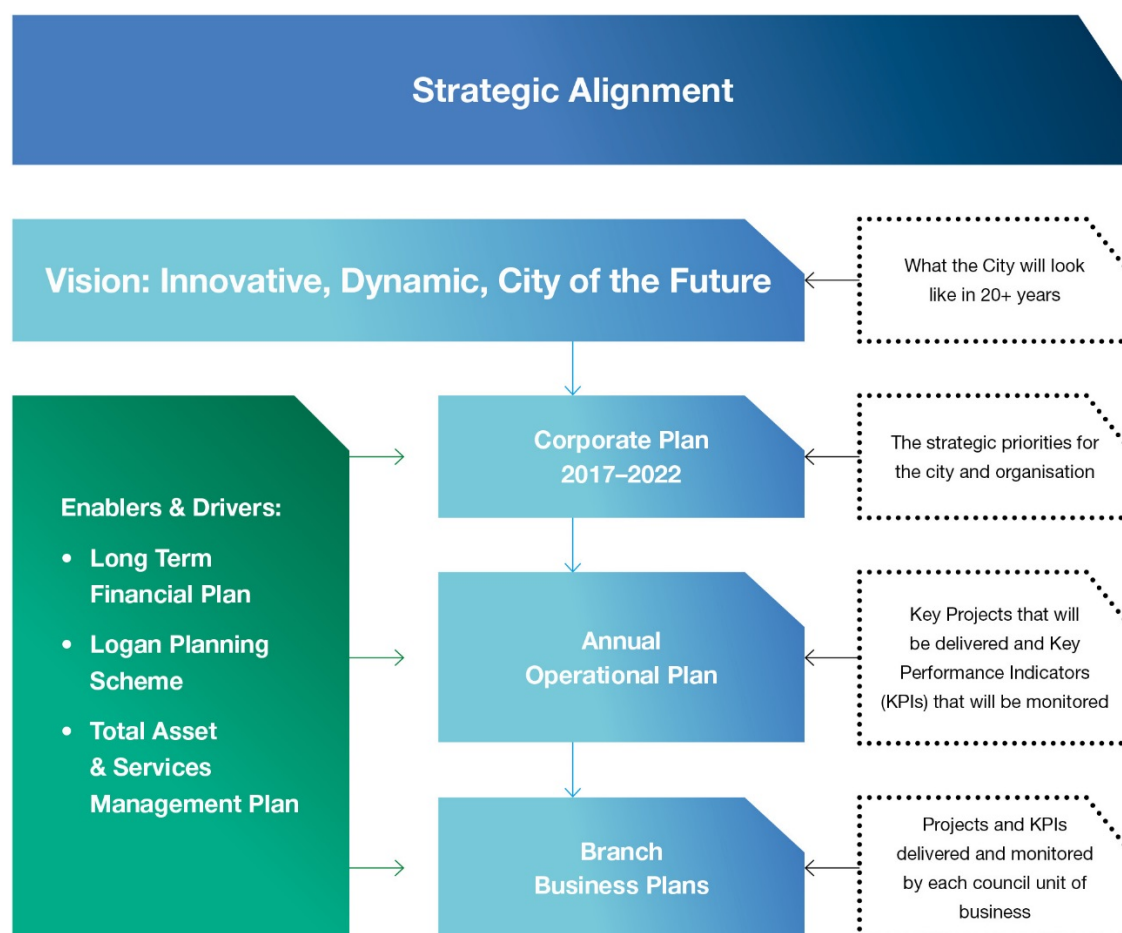 Strategic Alignment
Vision: Innovative, Dynamic, City of the Future
What the City will look
like in 20+ years
Enablers & Drivers:
• Long Term
Financial Plan
• Logan Planning
Scheme
• Total Asset
& Services
Management Plan
Corporate Plan
2017–2022
The strategic priorities for
the city and organisation
Annual
Operational Plan
Key Projects that will
be delivered and Key
Performance Indicators
(KPIs) that will be monitored
Branch
Business Plans
Projects and KPIs
delivered and monitored
by each council unit of
business